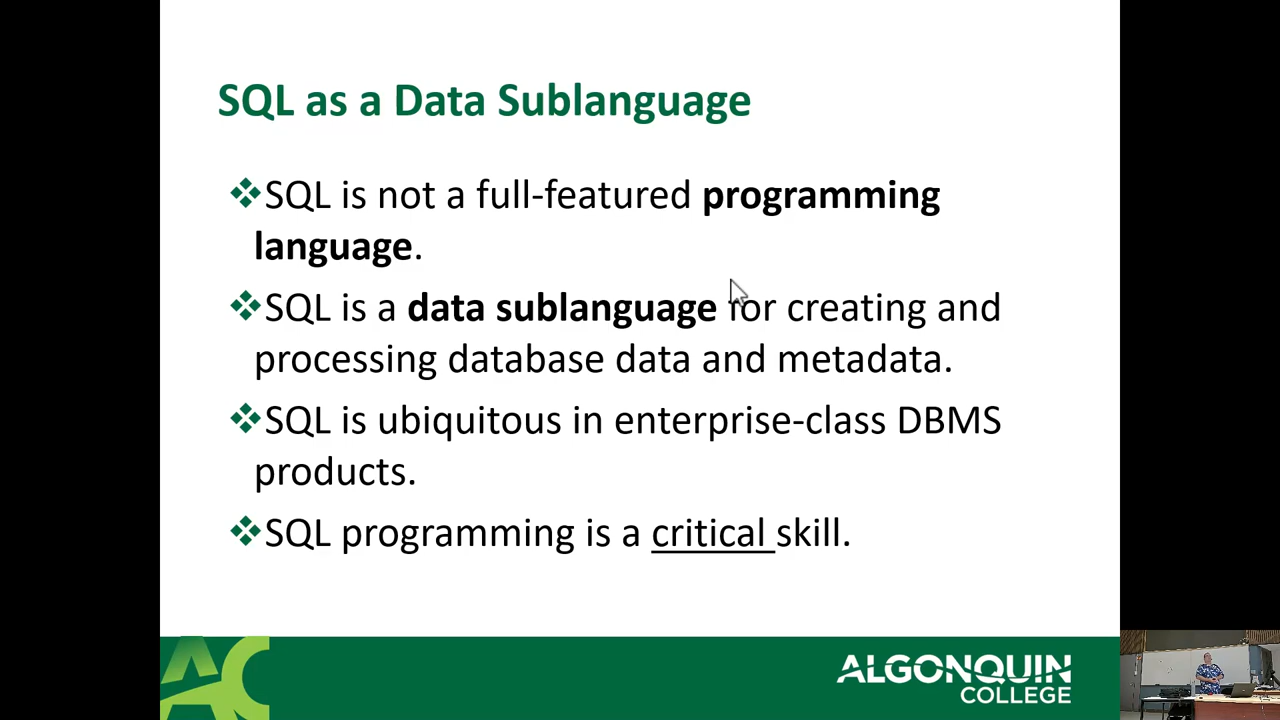 SQL as a Data Sublanguage
❖SQL is not a full-featured programming
language.
❖SQL is a data sublanguage for creating and
processing database data and metadata.
❖SQL is ubiquitous in enterprise-class DBMS
products.
❖SQL programming is a critical skill.
AC
ALGONQUIN
COLLEGE